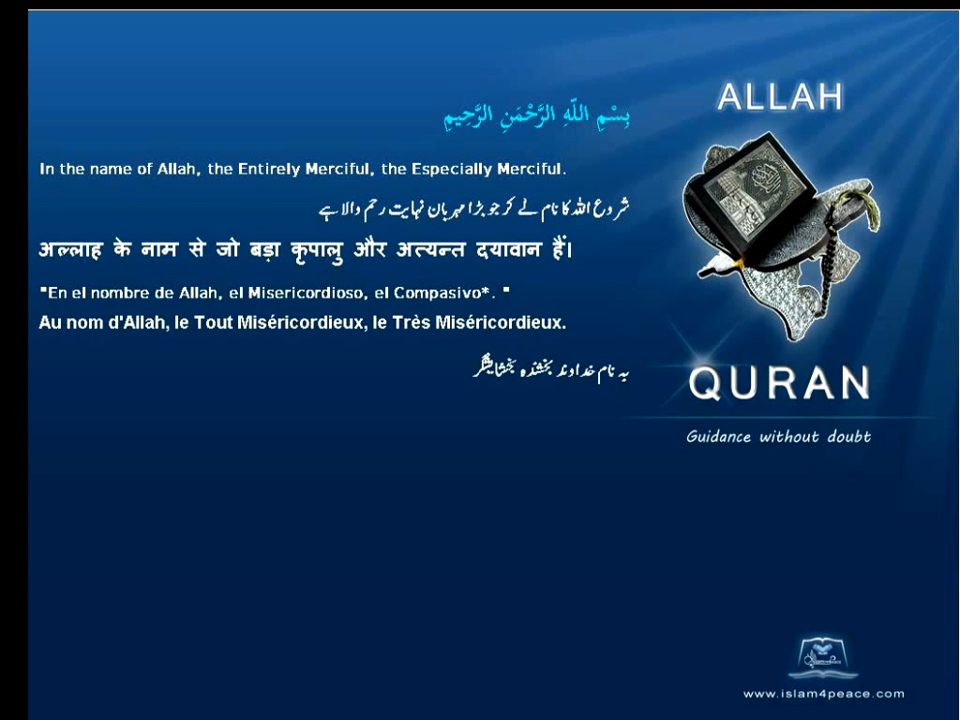 بِسْمِ اللّهِ الرَّحْمَنِ الرَّحِيمِ
In the name of Allah, the Entirely Merciful, the Especially Merciful.
شروع اللہ کا نام لے کر جو بڑا مہربان نہایت رحم والا ہے
अल्लाह के नाम से जो बड़ा कृपालु और अत्यन्त दयावान हैं।
"En el nombre de Allah, el Misericordioso, el Compasivo*. "
Au nom d'Allah, le Tout Miséricordieux, le Très Miséricordieux.
به نام خداوند بخشنده بخشایشگر
ALLAH
QURAN
Guidance without doubt
www.islam4peace.com